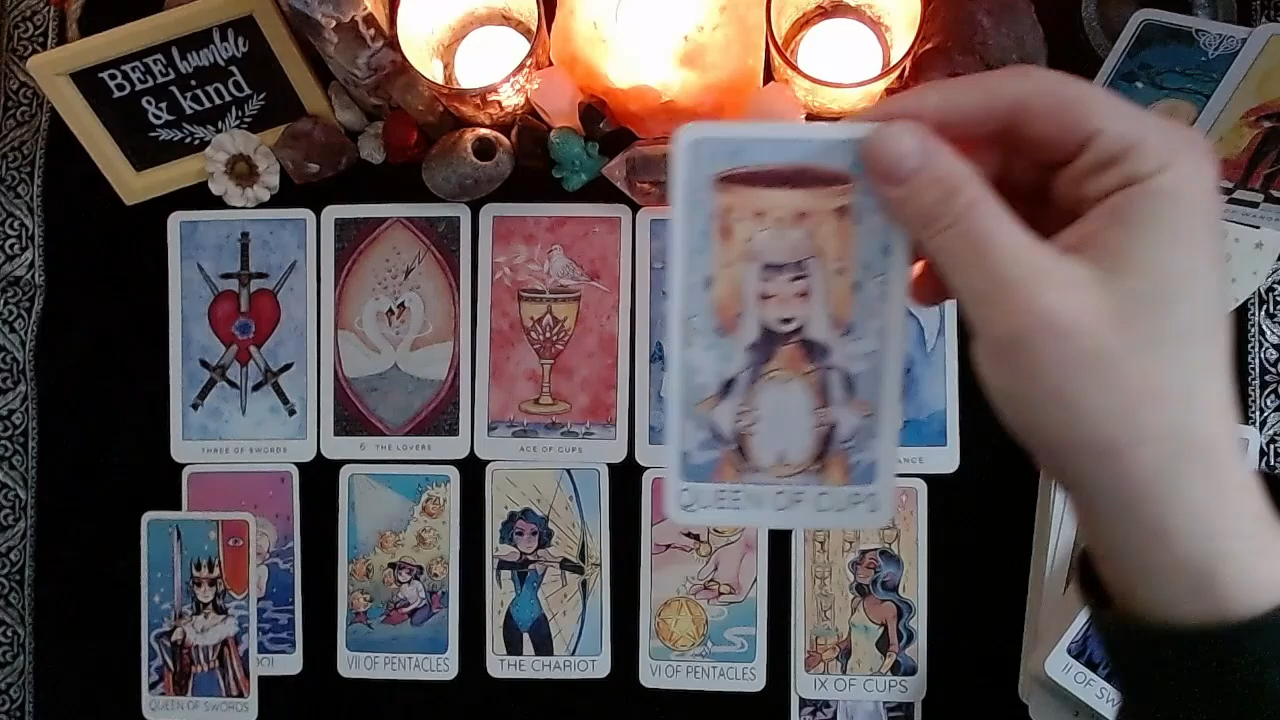 BEE humble
& kind
QUEEN OF CUPS
THREE OF SWORDS
6 THE LOVERS
ACE OF CUPS
QUEEN OF SWORDS
VII OF PENTACLES
THE CHARIOT
VI OF PENTACLES
IX OF CUPS
II OF SW